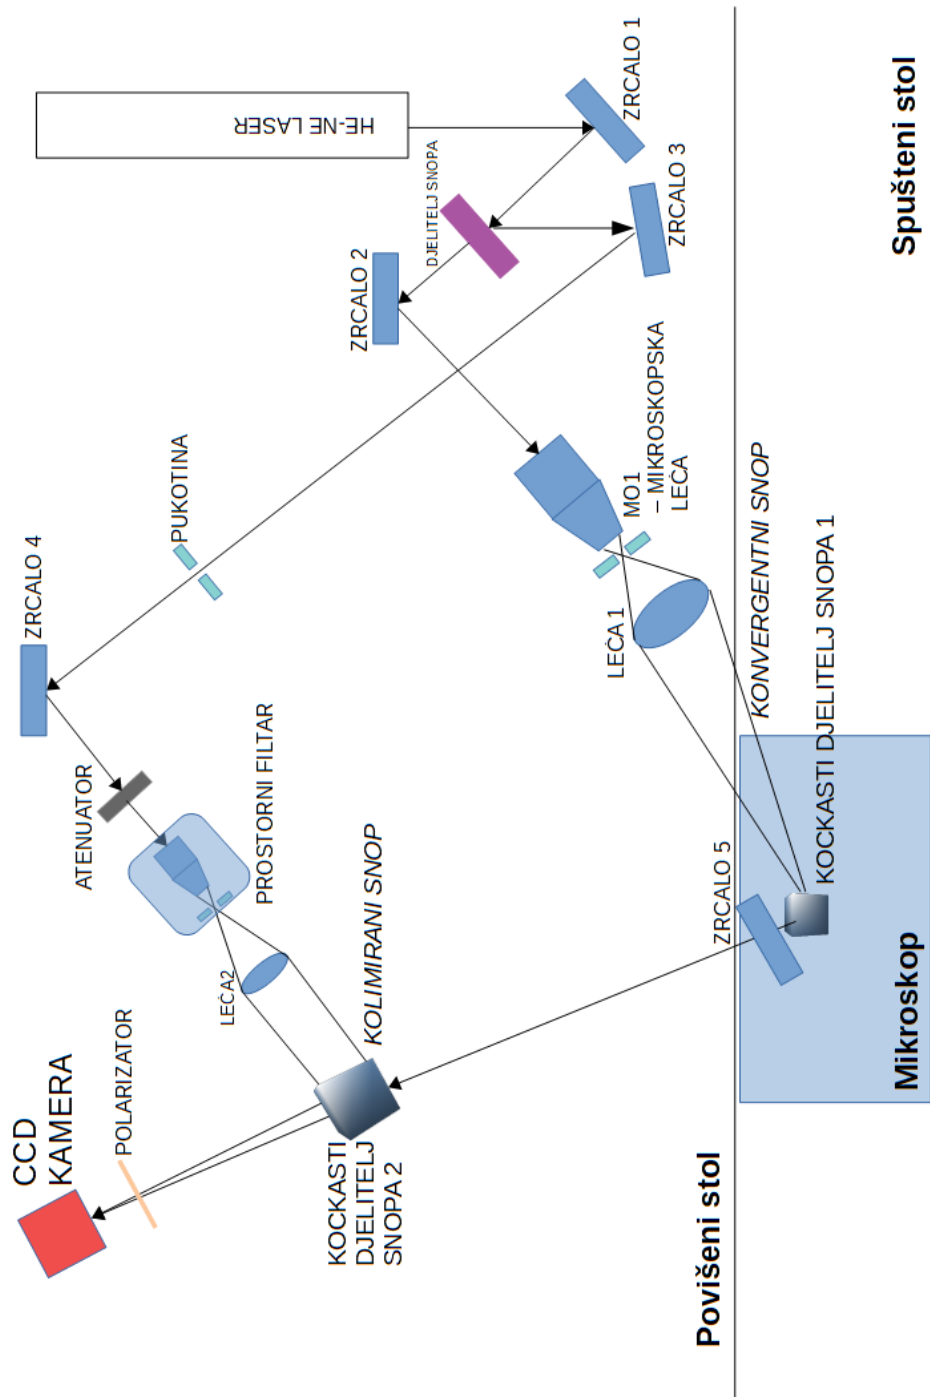 HE-NE LASER
ZRCALO 1
ZRCALO 3
DJELITELJ SNOPA
ZRCALO 2
Spušteni stol
PUKOTINA
MO1
– MIKROSKOPSKA
LEĆA
ZRCALO 4
LEĆA 1
KONVERGENTNI SNOP
KOCKASTI DJELITELJ SNOPA 1
ATENUATOR
PROSTORNI FILTAR
ZRCALO 5
LEĆA2
KOLIMIRANI SNOP
Mikroskop
CCD
KAMERA
POLARIZATOR
KOCKASTI
DJELITELJ
SNOPA 2
Povišeni stol